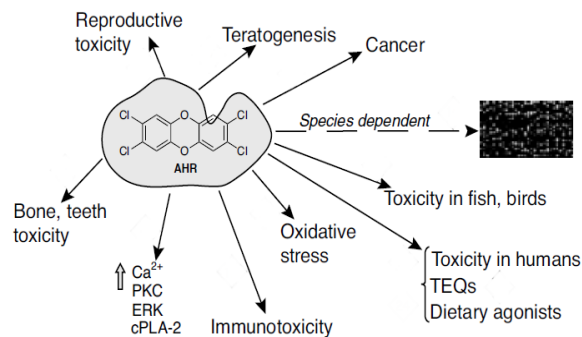 Reproductive
toxicity
Teratogenesis
Cancer
Species dependent
Cl
O
Cl
Cl
O
Cl
AHR
Toxicity in fish, birds
Bone, teeth
toxicity
Oxidative
stress
Toxicity in humans
TEQs
Dietary agonists
⇧ Ca²⁺
PKC
ERK
cPLA-2
Immunotoxicity